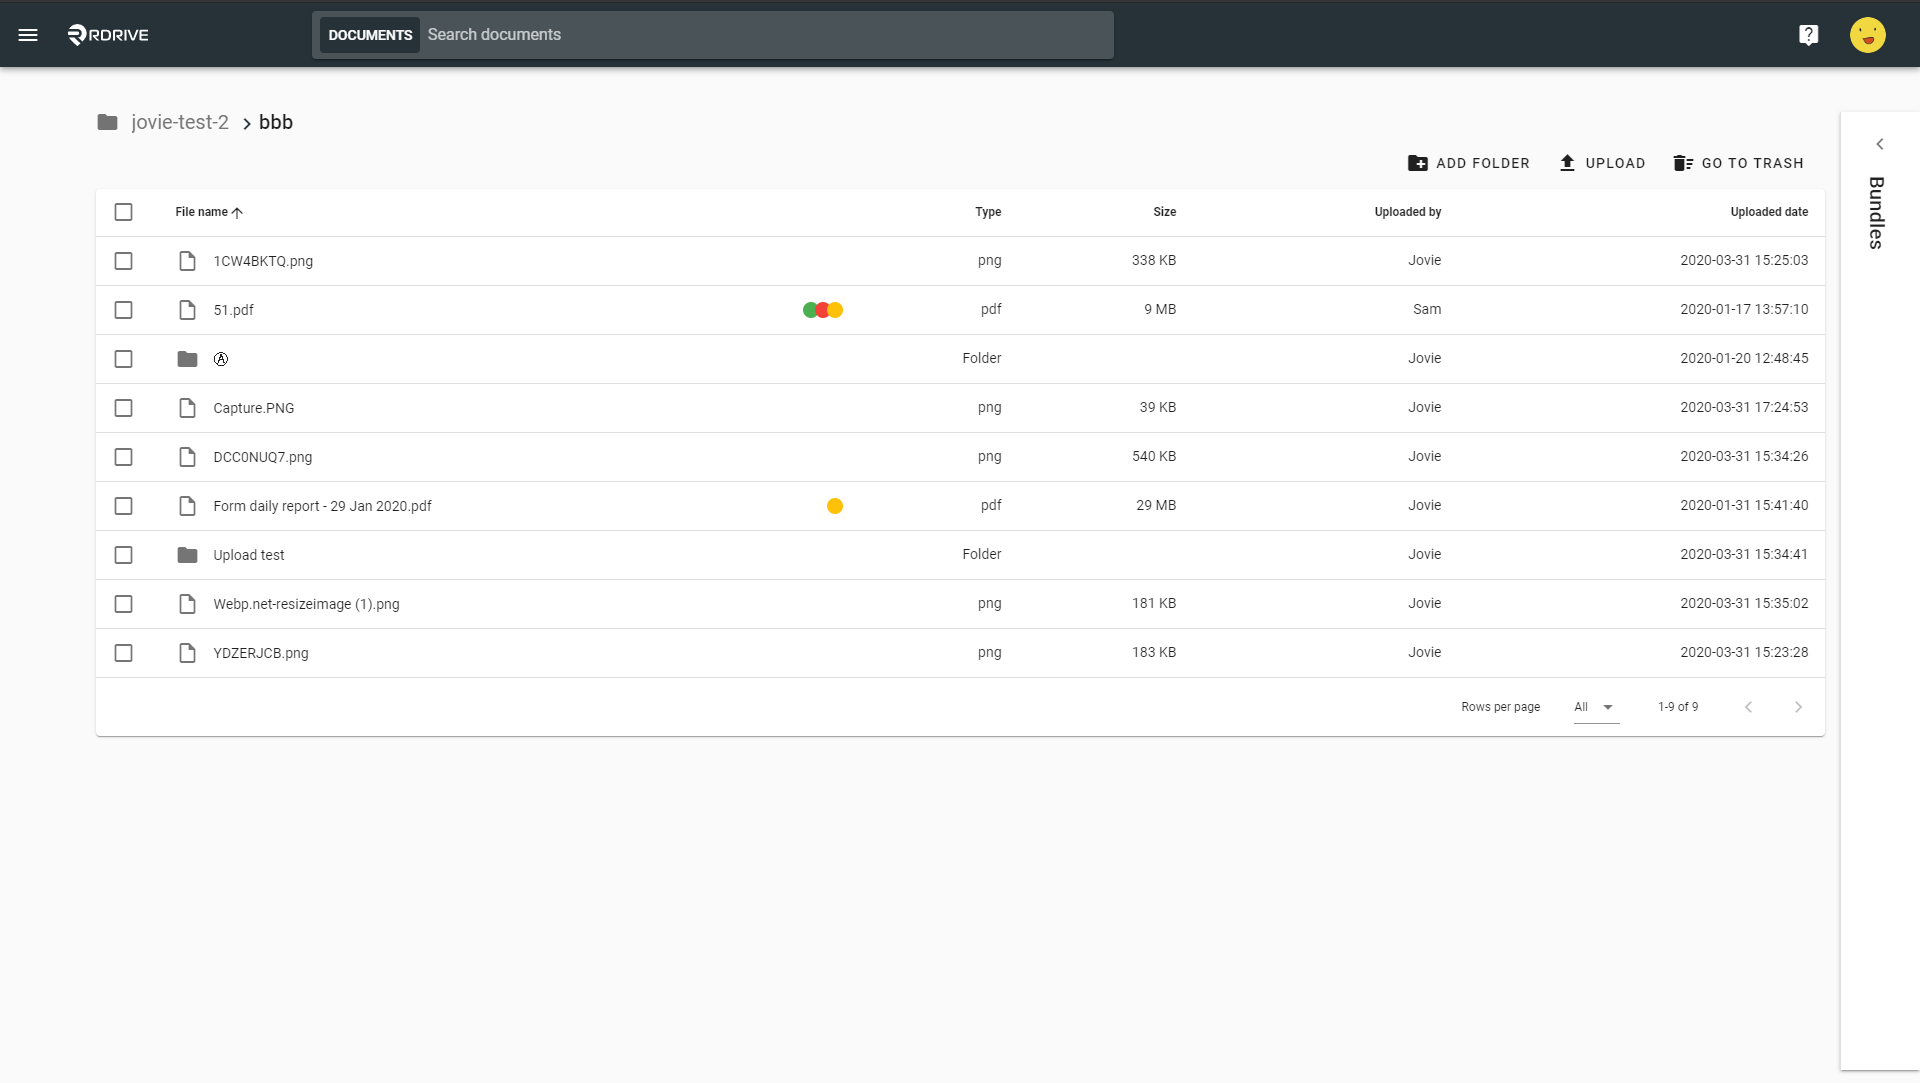 RDRIVE
DOCUMENTS Search documents
?
jovie-test-2 > bbb
ADD FOLDER UPLOAD GO TO TRASH
Bundles
File name Type Size Uploaded by Uploaded date
1CW4BKTQ.png png 338 KB Jovie 2020-03-31 15:25:03
51.pdf pdf 9 MB Sam 2020-01-17 13:57:10
Ⓐ Folder Jovie 2020-01-20 12:48:45
Capture.PNG png 39 KB Jovie 2020-03-31 17:24:53
DCC0NUQ7.png png 540 KB Jovie 2020-03-31 15:34:26
Form daily report - 29 Jan 2020.pdf pdf 29 MB Jovie 2020-01-31 15:41:40
Upload test Folder Jovie 2020-03-31 15:34:41
Webp.net-resizeimage (1).png png 181 KB Jovie 2020-03-31 15:35:02
YDZERJCB.png png 183 KB Jovie 2020-03-31 15:23:28
Rows per page All 1-9 of 9